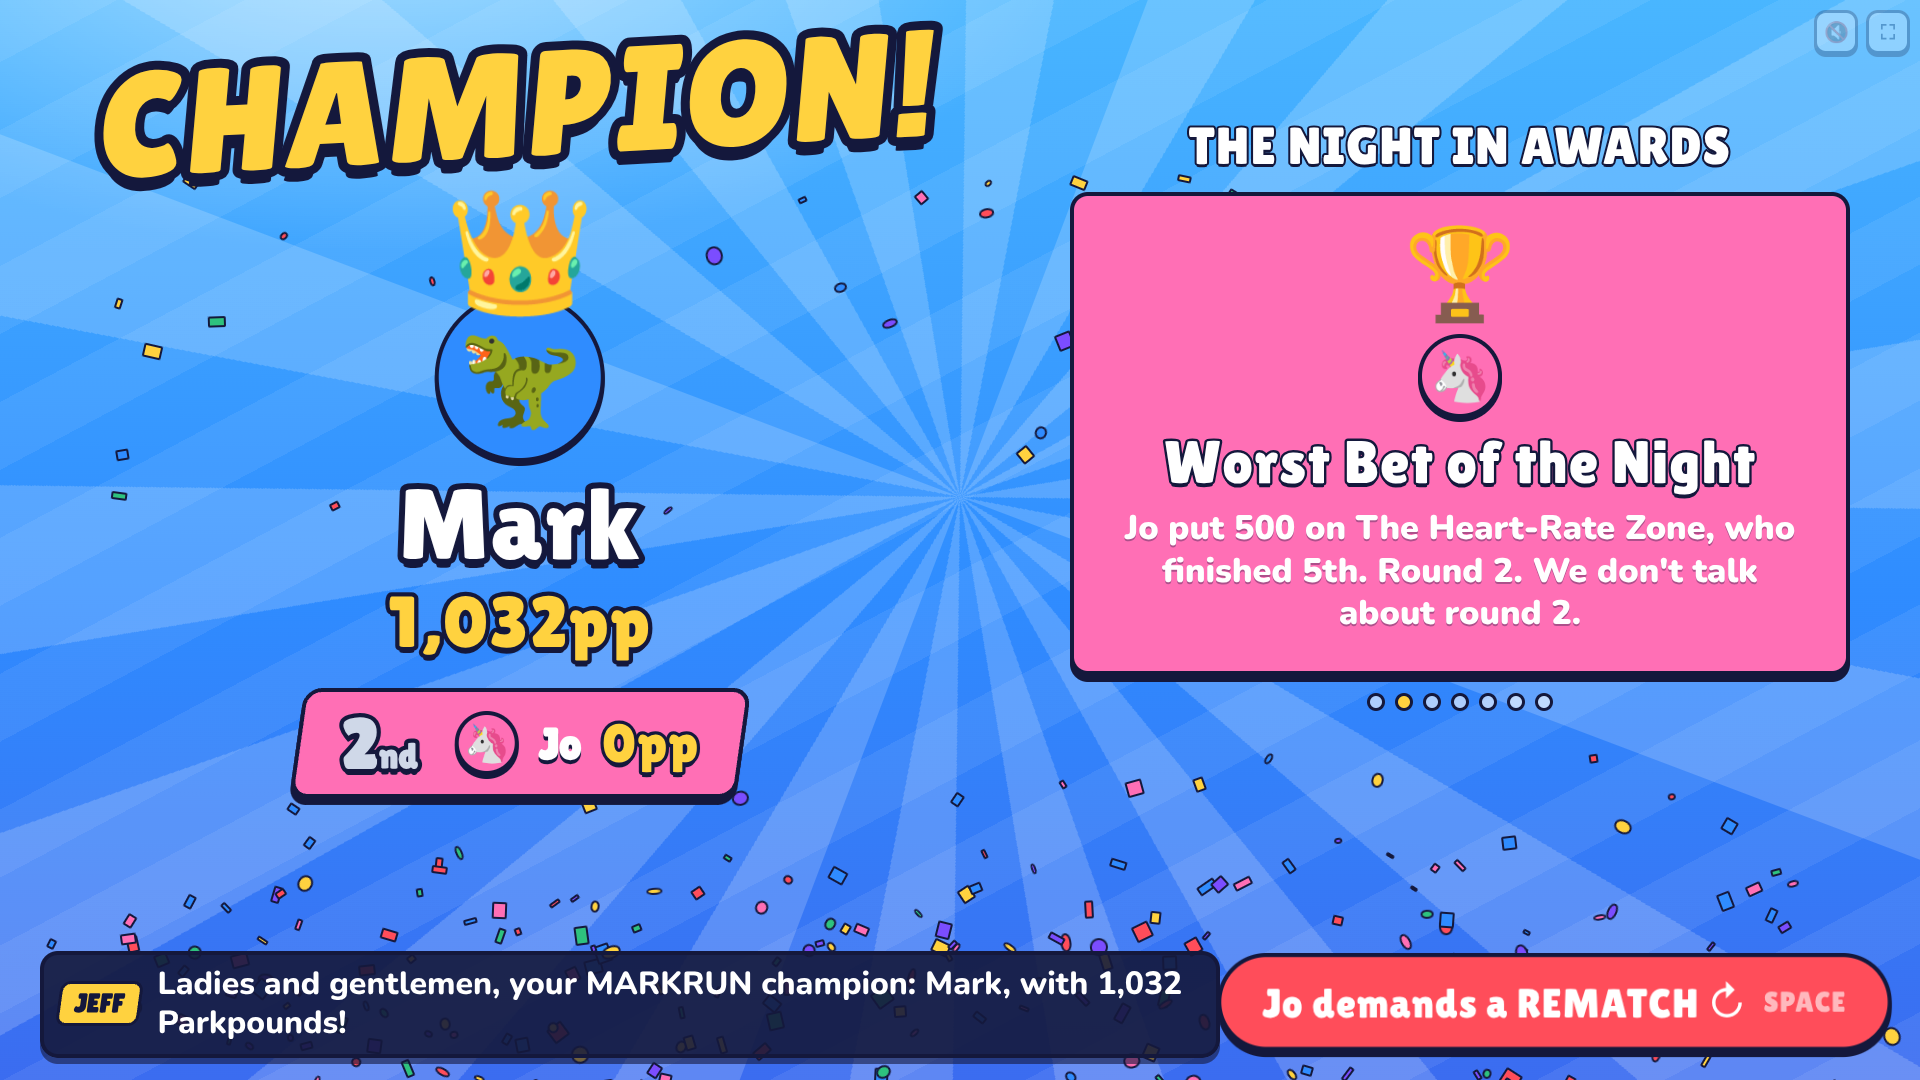 CHAMPION!
Mark
1,032pp
2nd Jo 0pp
THE NIGHT IN AWARDS
Worst Bet of the Night
Jo put 500 on The Heart-Rate Zone, who
finished 5th. Round 2. We don't talk
about round 2.
JEFF
Ladies and gentlemen, your MARKRUN champion: Mark, with 1,032
Parkpounds!
Jo demands a REMATCH SPACE